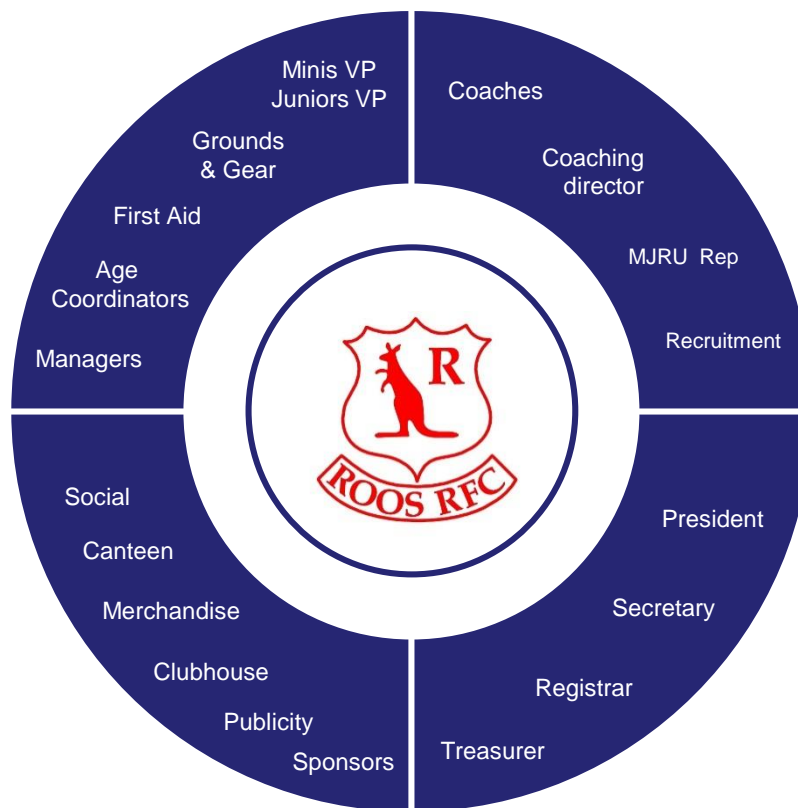 Minis VP
Juniors VP
Grounds
& Gear
First Aid
Age
Coordinators
Managers
Coaches
Coaching
director
MJRU Rep
Recruitment
R
ROOS RFC
Social
Canteen
Merchandise
Clubhouse
Publicity
Sponsors
President
Secretary
Registrar
Treasurer